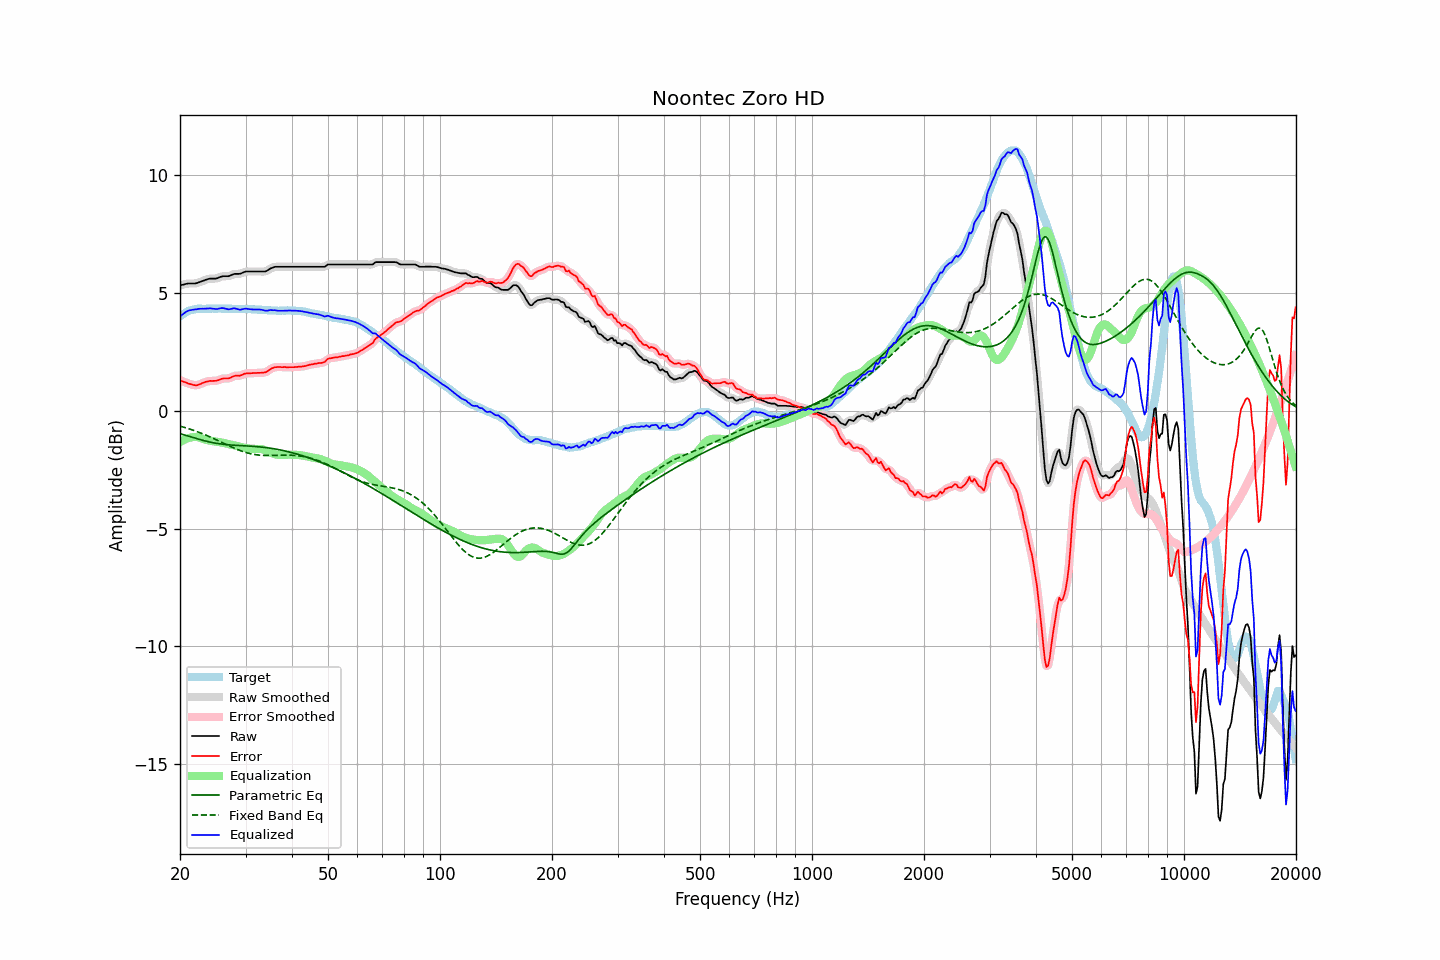 Noontec Zoro HD
Amplitude (dBr)
10
5
0
−5
−10
−15
Target
Raw Smoothed
Error Smoothed
Raw
Error
Equalization
Parametric Eq
Fixed Band Eq
Equalized
20 50 100 200 500 1000 2000 5000 10000 20000
Frequency (Hz)